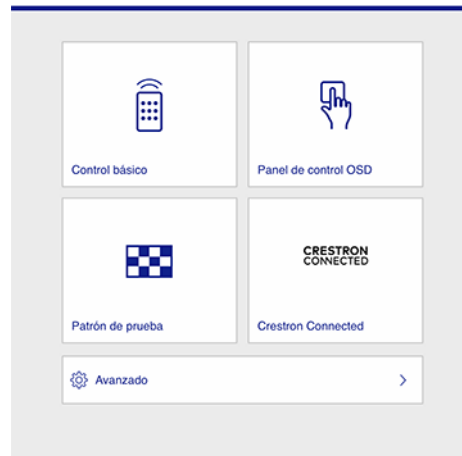 Control básico
Panel de control OSD
Patrón de prueba
CRESTRON
CONNECTED
Crestron Connected
Avanzado